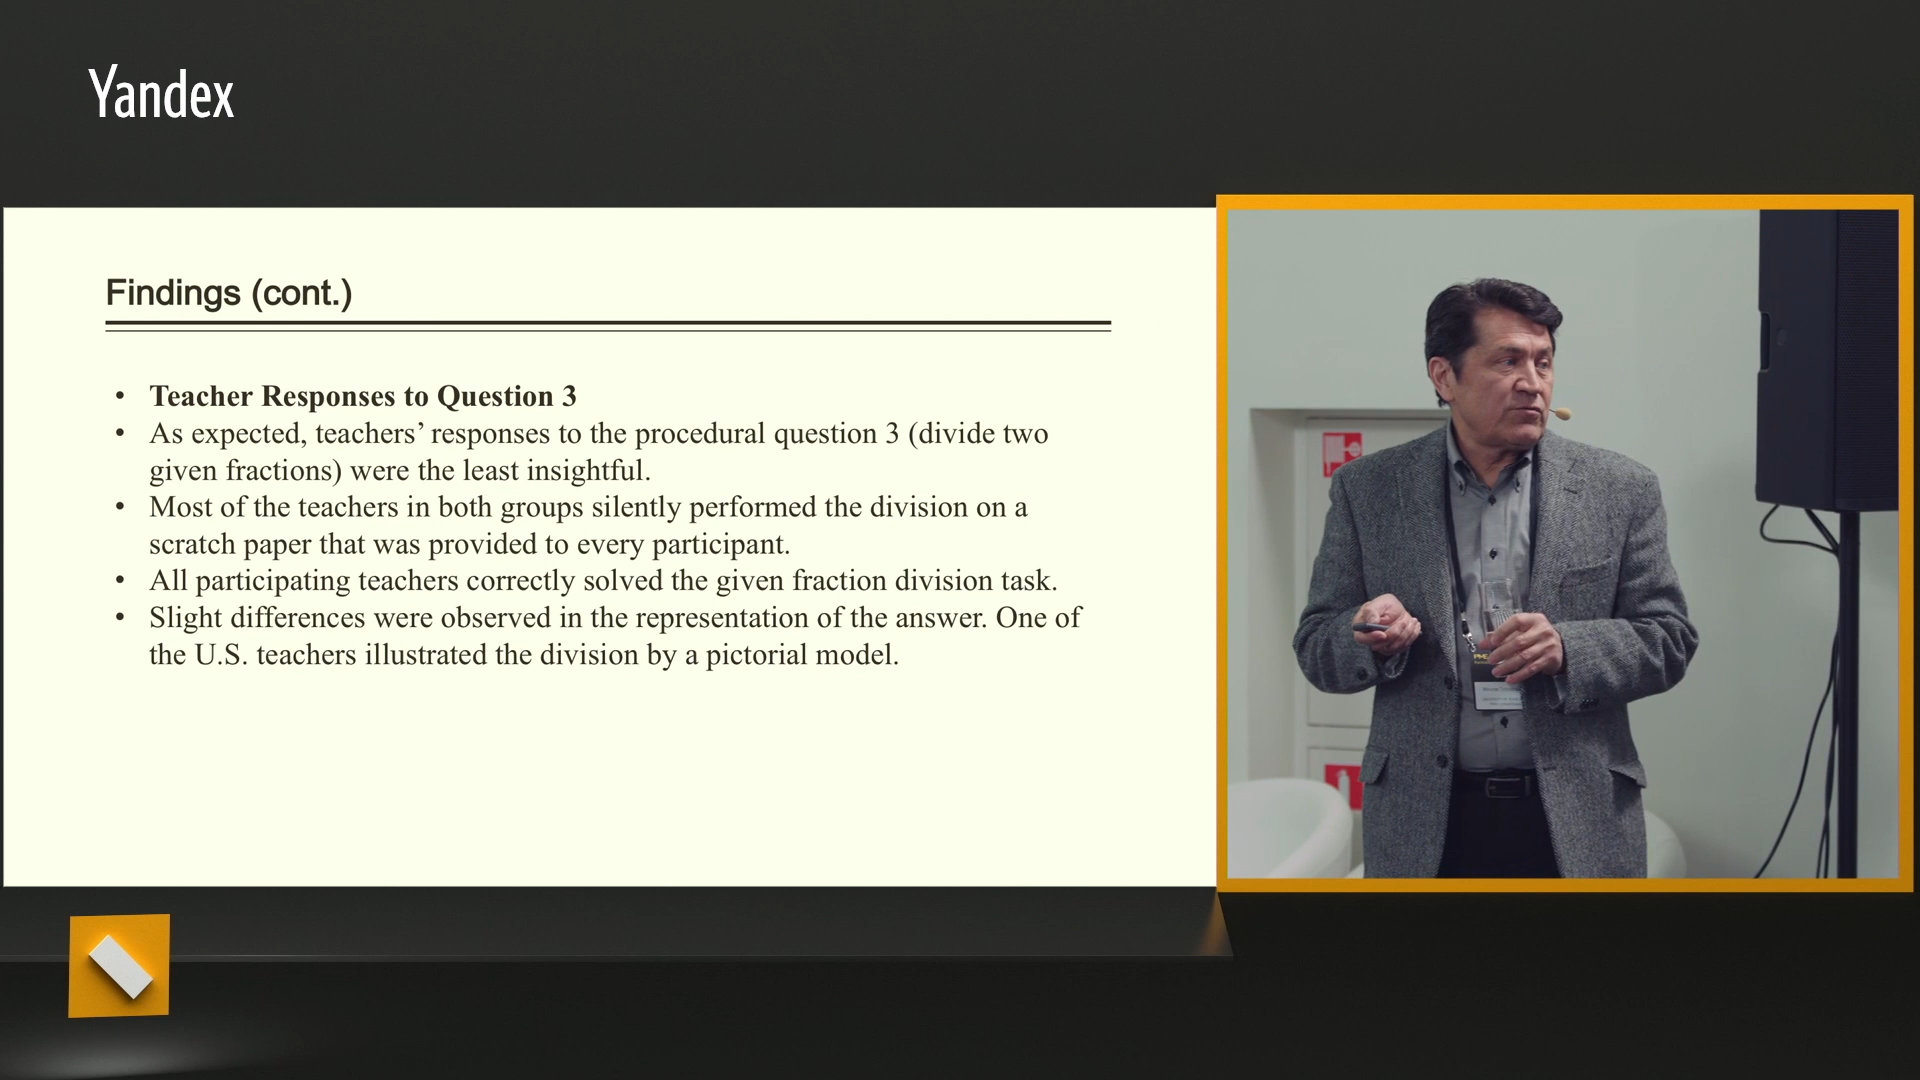 Yandex
Findings (cont.)
• Teacher Responses to Question 3
• As expected, teachers’ responses to the procedural question 3 (divide two
given fractions) were the least insightful.
• Most of the teachers in both groups silently performed the division on a
scratch paper that was provided to every participant.
• All participating teachers correctly solved the given fraction division task.
• Slight differences were observed in the representation of the answer. One of
the U.S. teachers illustrated the division by a pictorial model.